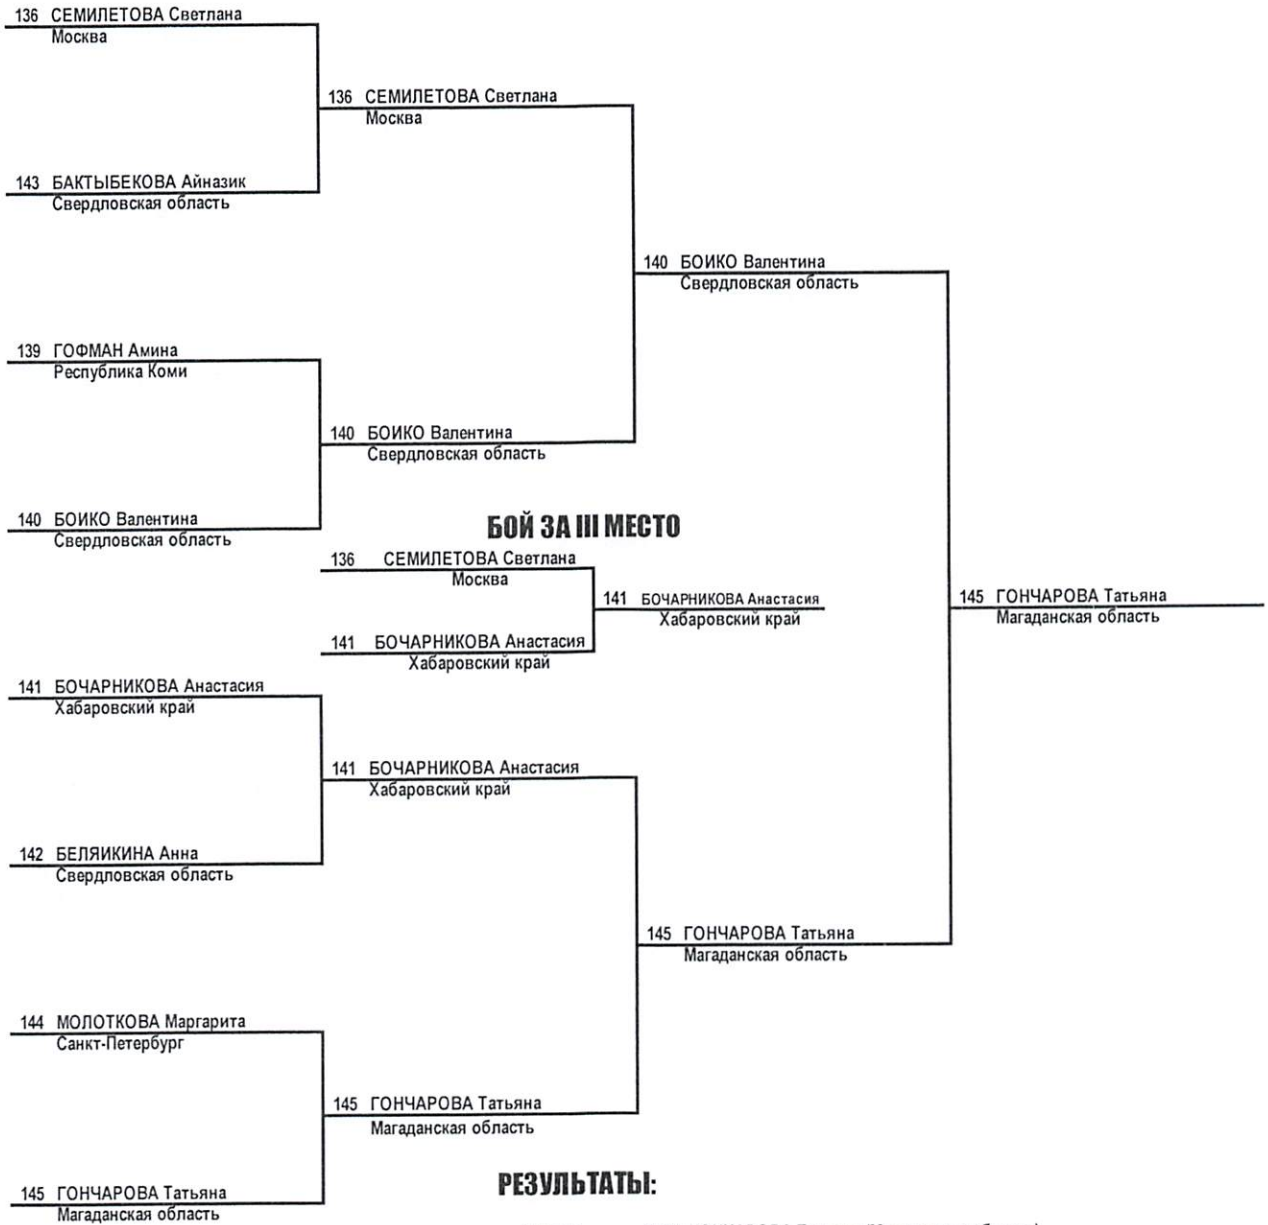 136 СЕМИЛЕТОВА Светлана
Москва
136 СЕМИЛЕТОВА Светлана
Москва
143 БАКТЫБЕКОВА Айназик
Свердловская область
140 БОИКО Валентина
Свердловская область
139 ГОФМАН Амина
Республика Коми
140 БОИКО Валентина
Свердловская область
140 БОИКО Валентина
Свердловская область
БОЙ ЗА III МЕСТО
136 СЕМИЛЕТОВА Светлана
Москва
141 БОЧАРНИКОВА Анастасия
Хабаровский край
145 ГОНЧАРОВА Татьяна
Магаданская область
141 БОЧАРНИКОВА Анастасия
Хабаровский край
141 БОЧАРНИКОВА Анастасия
Хабаровский край
141 БОЧАРНИКОВА Анастасия
Хабаровский край
142 БЕЛЯИКИНА Анна
Свердловская область
145 ГОНЧАРОВА Татьяна
Магаданская область
144 МОЛОТКОВА Маргарита
Санкт-Петербург
145 ГОНЧАРОВА Татьяна
Магаданская область
РЕЗУЛЬТАТЫ:
145 ГОНЧАРОВА Татьяна
Магаданская область